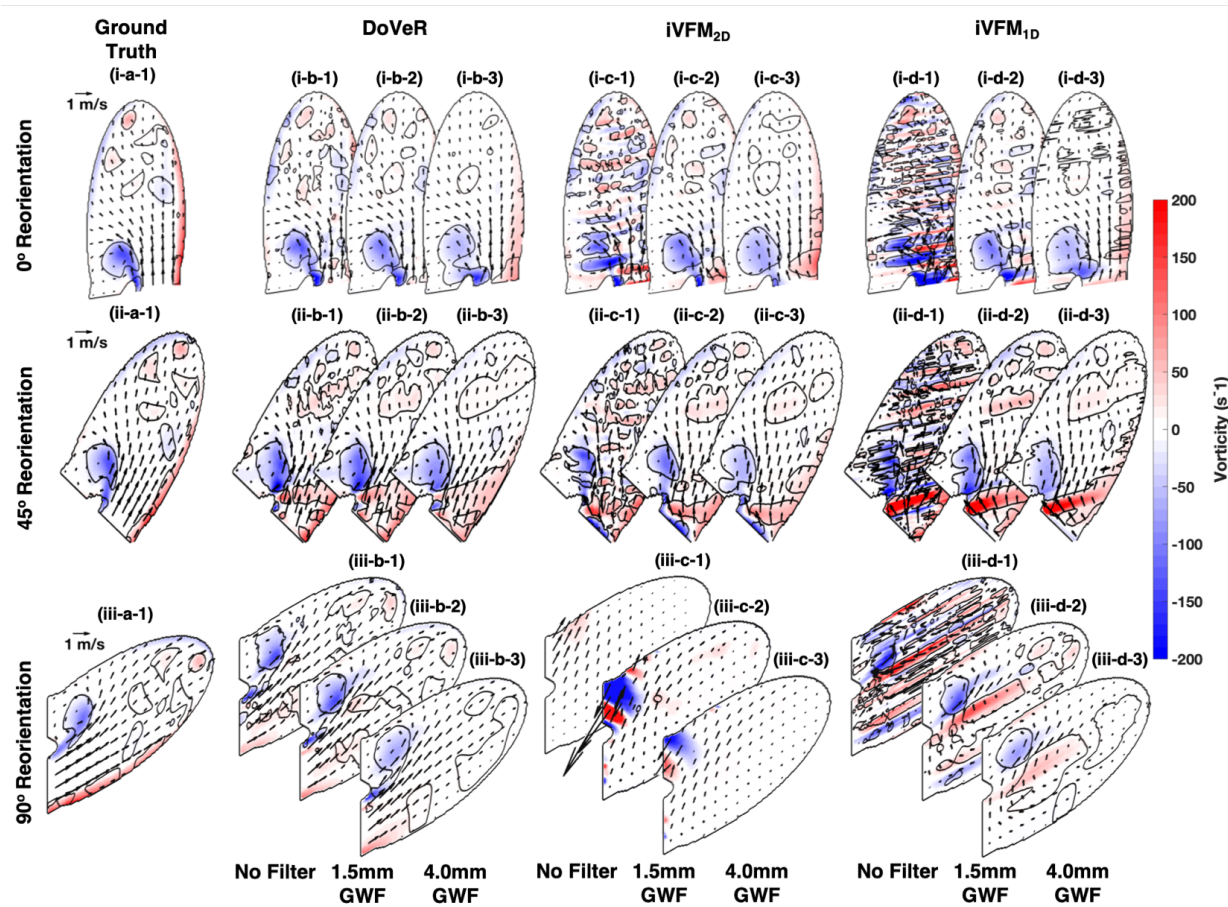 Ground
Truth
DoVeR
iVFM2D
iVFM1D
(i-a-1)
(i-b-1)
(i-b-2)
(i-b-3)
(i-c-1)
(i-c-2)
(i-c-3)
(i-d-1)
(i-d-2)
(i-d-3)
1 m/s
0º Reorientation
(ii-a-1)
(ii-b-1)
(ii-b-2)
(ii-b-3)
(ii-c-1)
(ii-c-2)
(ii-c-3)
(ii-d-1)
(ii-d-2)
(ii-d-3)
1 m/s
45º Reorientation
(iii-a-1)
(iii-b-1)
(iii-b-2)
(iii-b-3)
(iii-c-1)
(iii-c-2)
(iii-c-3)
(iii-d-1)
(iii-d-2)
(iii-d-3)
1 m/s
90º Reorientation
200
150
100
50
0
-50
-100
-150
-200
Vorticity (s-1)
No Filter
1.5mm
GWF
4.0mm
GWF
No Filter
1.5mm
GWF
4.0mm
GWF
No Filter
1.5mm
GWF
4.0mm
GWF